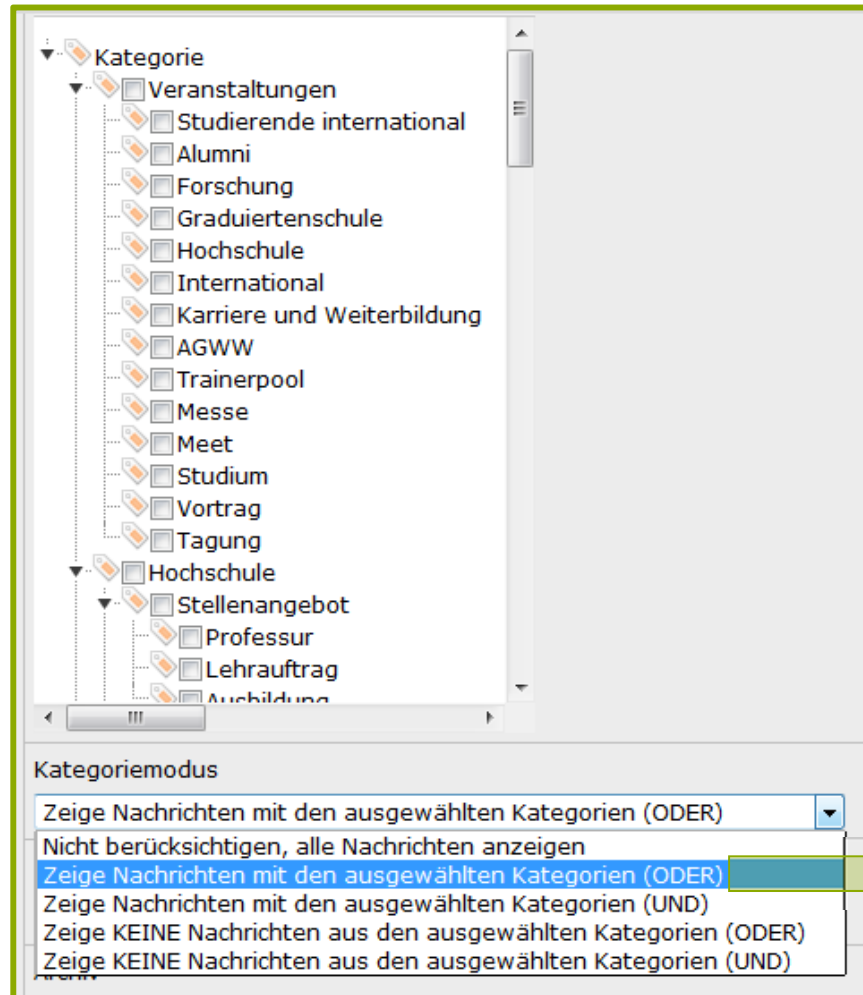 Kategorie
Veranstaltungen
Studierende international
Alumni
Forschung
Graduiertenschule
Hochschule
International
Karriere und Weiterbildung
AGWW
Trainerpool
Messe
Meet
Studium
Vortrag
Tagung
Hochschule
Stellenangebot
Professur
Lehrauftrag
Ausbildung
Kategoriemodus
Zeige Nachrichten mit den ausgewählten Kategorien (ODER)
Nicht berücksichtigen, alle Nachrichten anzeigen
Zeige Nachrichten mit den ausgewählten Kategorien (ODER)
Zeige Nachrichten mit den ausgewählten Kategorien (UND)
Zeige KEINE Nachrichten aus den ausgewählten Kategorien (ODER)
Zeige KEINE Nachrichten aus den ausgewählten Kategorien (UND)